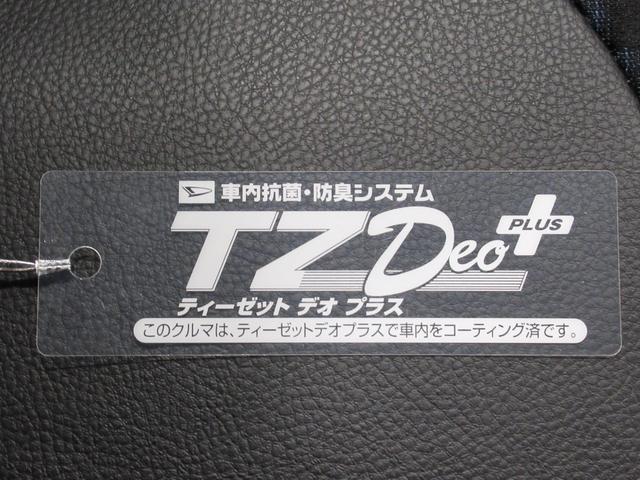 車内抗菌・防臭システム
TZ Deo PLUS
ティーゼット デオ プラス
このクルマは、ティーゼットデオプラスで車内をコーティング済です。